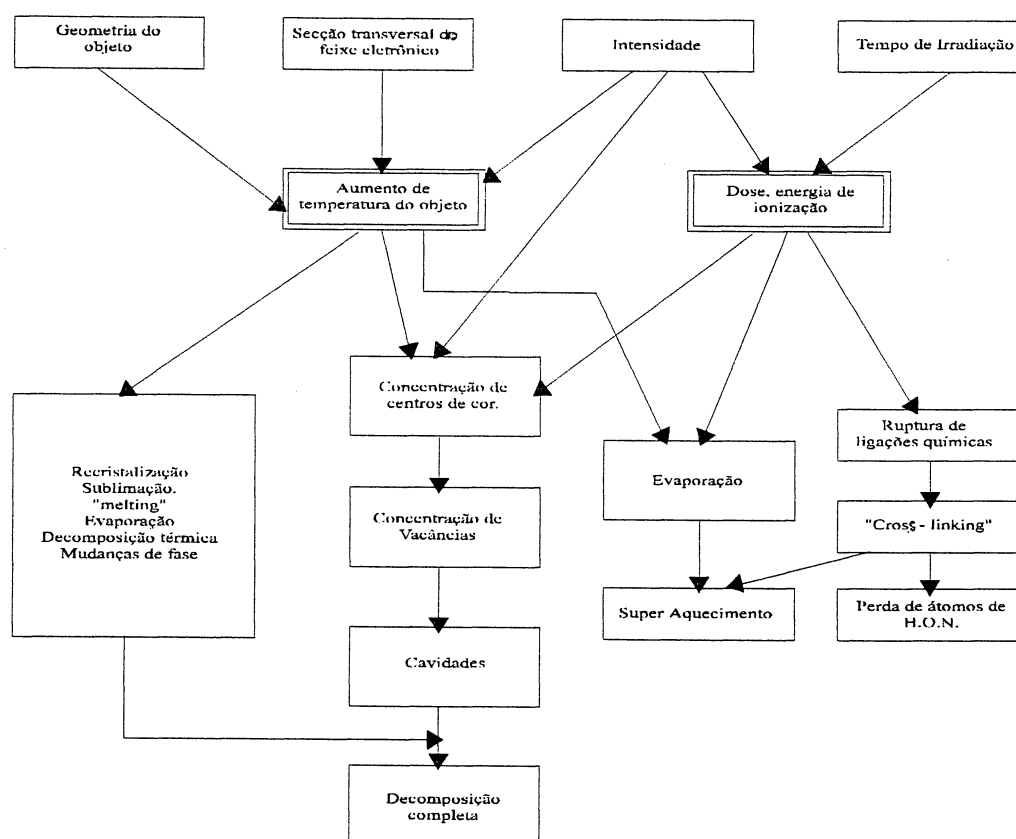 Geometria do
objeto
Secção transversal do
feixe eletrônico
Intensidade
Tempo de Irradiação
Aumento de
temperatura do objeto
Dose, energia de
ionização
Concentração de
centros de cor.
Ruptura de
ligações químicas
Recristalização
Sublimação.
"melting"
Evaporação
Decomposição térmica
Mudanças de fase
Evaporação
Concentração de
Vacâncias
"Cross - linking"
Super Aquecimento
Perda de átomos de
H.O.N.
Cavidades
Decomposição
completa